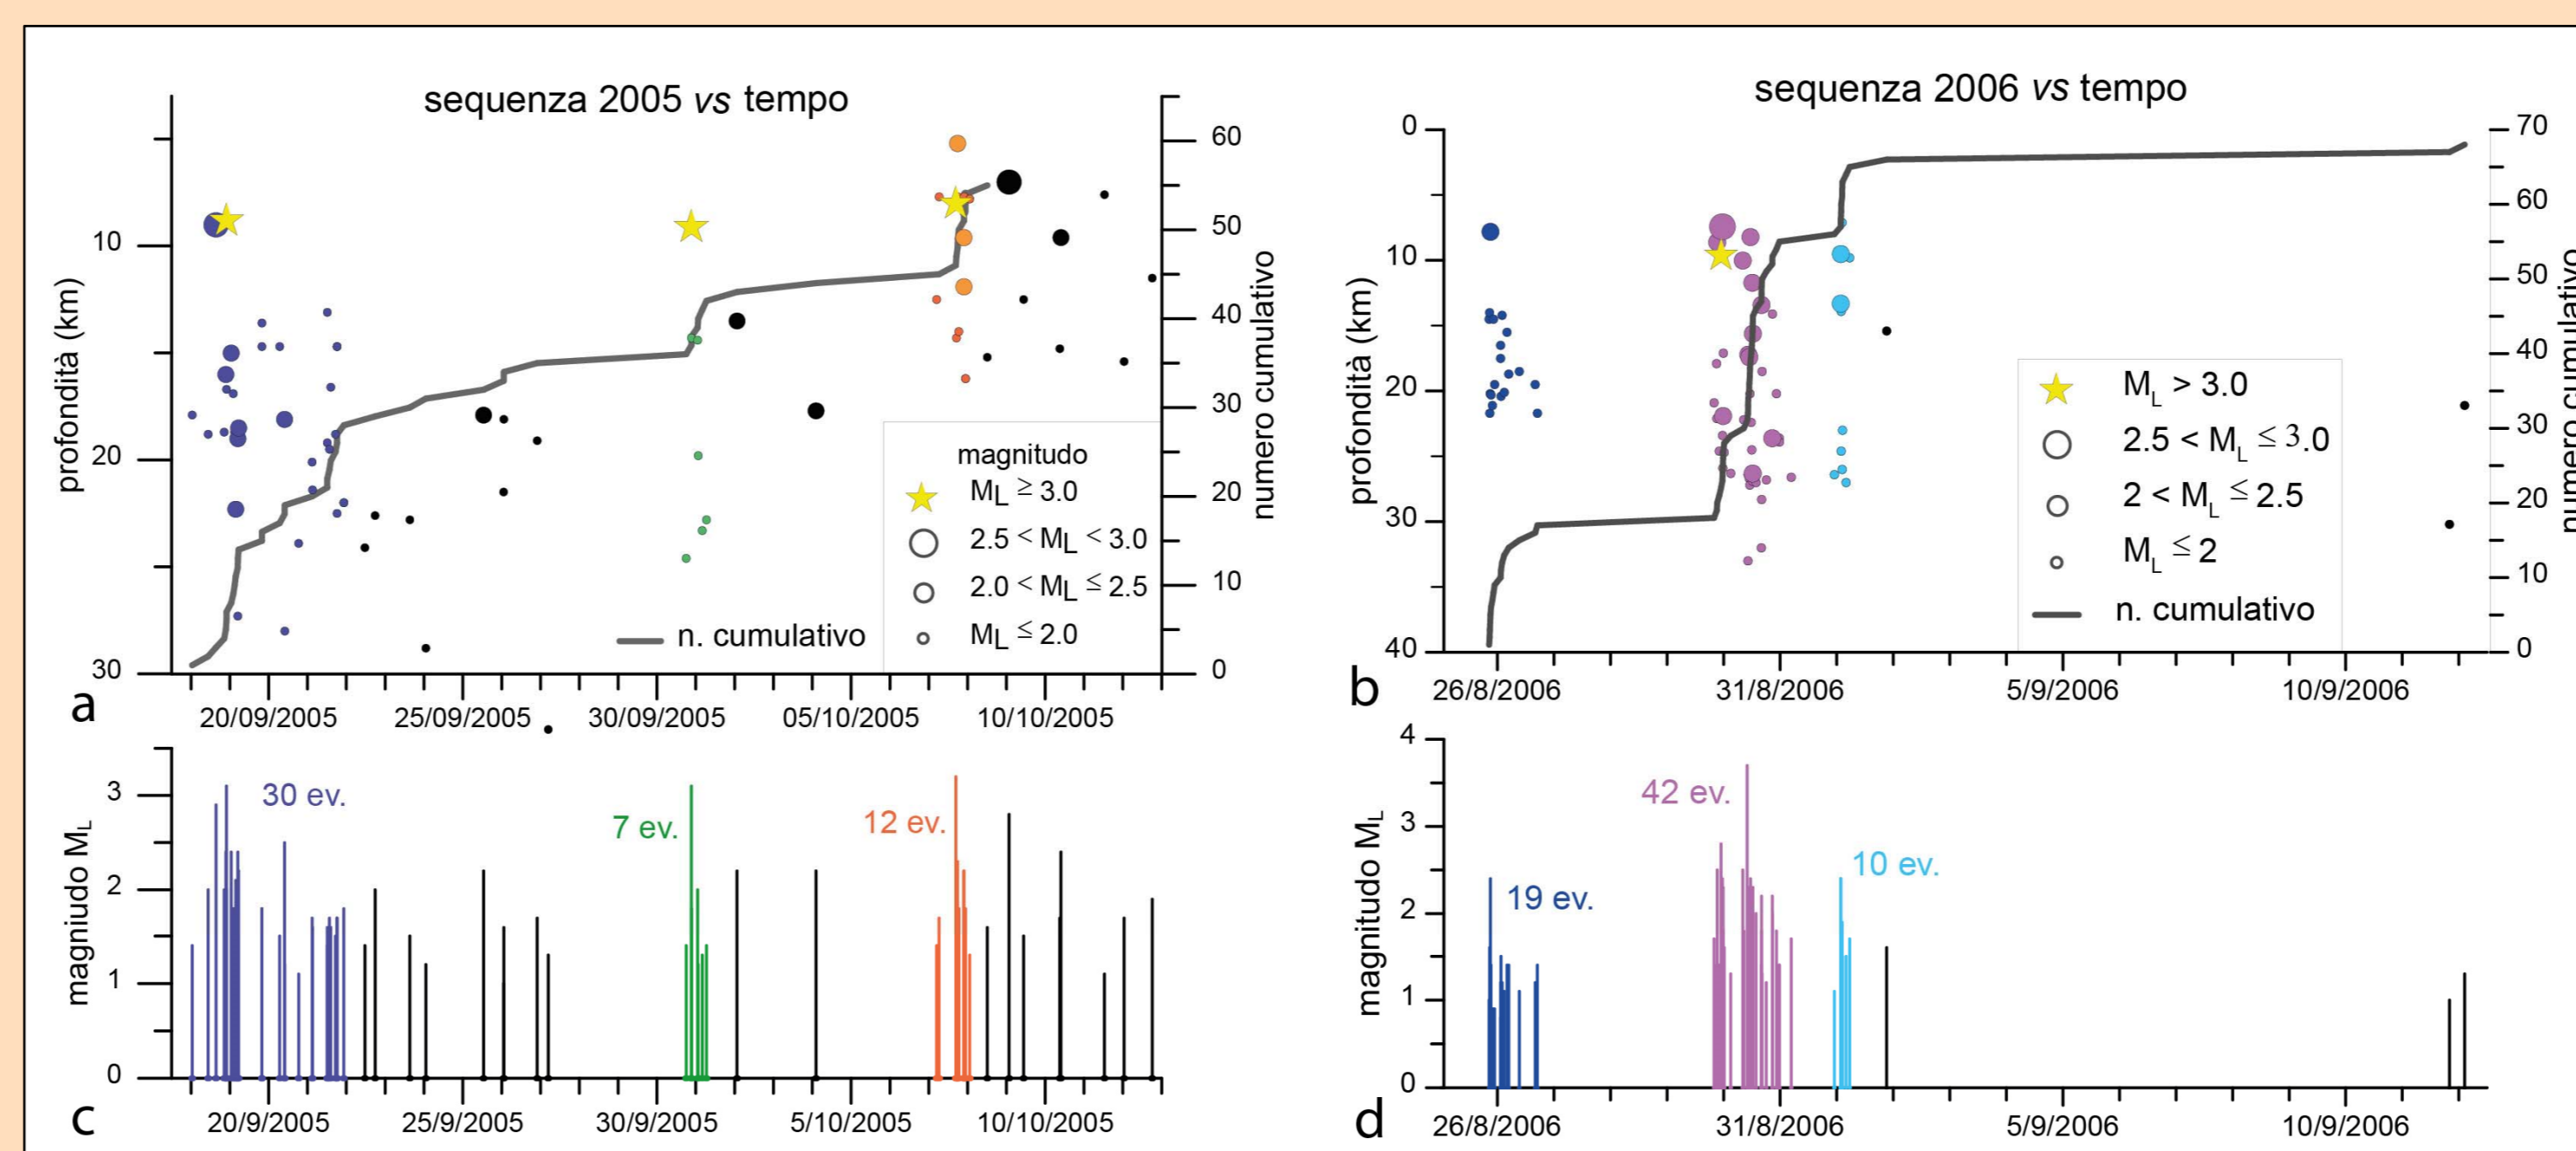 sequenza 2005 vs tempo
profondità (km)
10
20
30
60
50
40
30
20
10
0
numero cumulativo
magnitudo
ML ≥ 3.0
2.5 < ML < 3.0
2.0 < ML ≤ 2.5
ML ≤ 2.0
n. cumulativo
20/09/2005 25/09/2005 30/09/2005 05/10/2005 10/10/2005
a
sequenza 2006 vs tempo
profondità (km)
0
10
20
30
40
70
60
50
40
30
20
10
0
numero cumulativo
ML > 3.0
2.5 < ML ≤ 3.0
2 < ML ≤ 2.5
ML ≤ 2
n. cumulativo
26/8/2006 31/8/2006 5/9/2006 10/9/2006
b
magniudo ML
3
2
1
0
30 ev.
7 ev.
12 ev.
20/9/2005 25/9/2005 30/9/2005 5/10/2005 10/10/2005
c
magnitudo ML
4
3
2
1
0
19 ev.
42 ev.
10 ev.
26/8/2006 31/8/2006 5/9/2006 10/9/2006
d